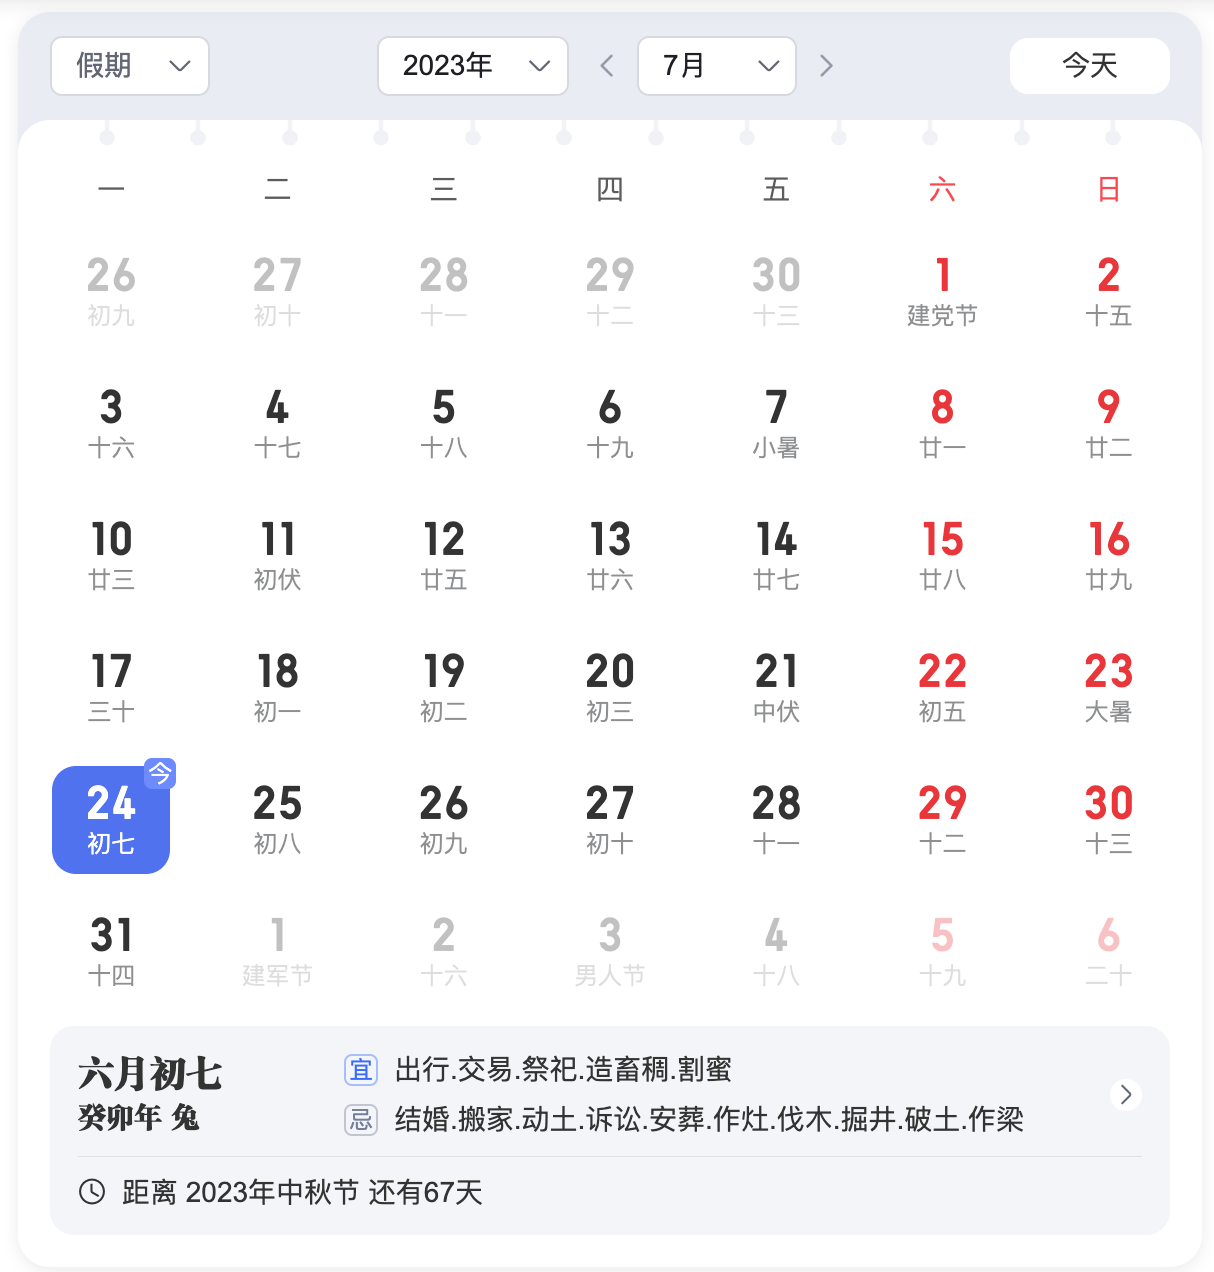 假期 2023年 7月 今天
一 二 三 四 五 六 日
26 27 28 29 30 1 2
初九 初十 十一 十二 十三 建党节 十五
3 4 5 6 7 8 9
十六 十七 十八 十九 小暑 廿一 廿二
10 11 12 13 14 15 16
廿三 初伏 廿五 廿六 廿七 廿八 廿九
17 18 19 20 21 22 23
三十 初一 初二 初三 中伏 初五 大暑
今
24 25 26 27 28 29 30
初七 初八 初九 初十 十一 十二 十三
31 1 2 3 4 5 6
十四 建军节 十六 男人节 十八 十九 二十
六月初七
癸卯年 兔
宜 出行.交易.祭祀.造畜稠.割蜜
忌 结婚.搬家.动土.诉讼.安葬.作灶.伐木.掘井.破土.作梁
距离 2023年中秋节 还有67天